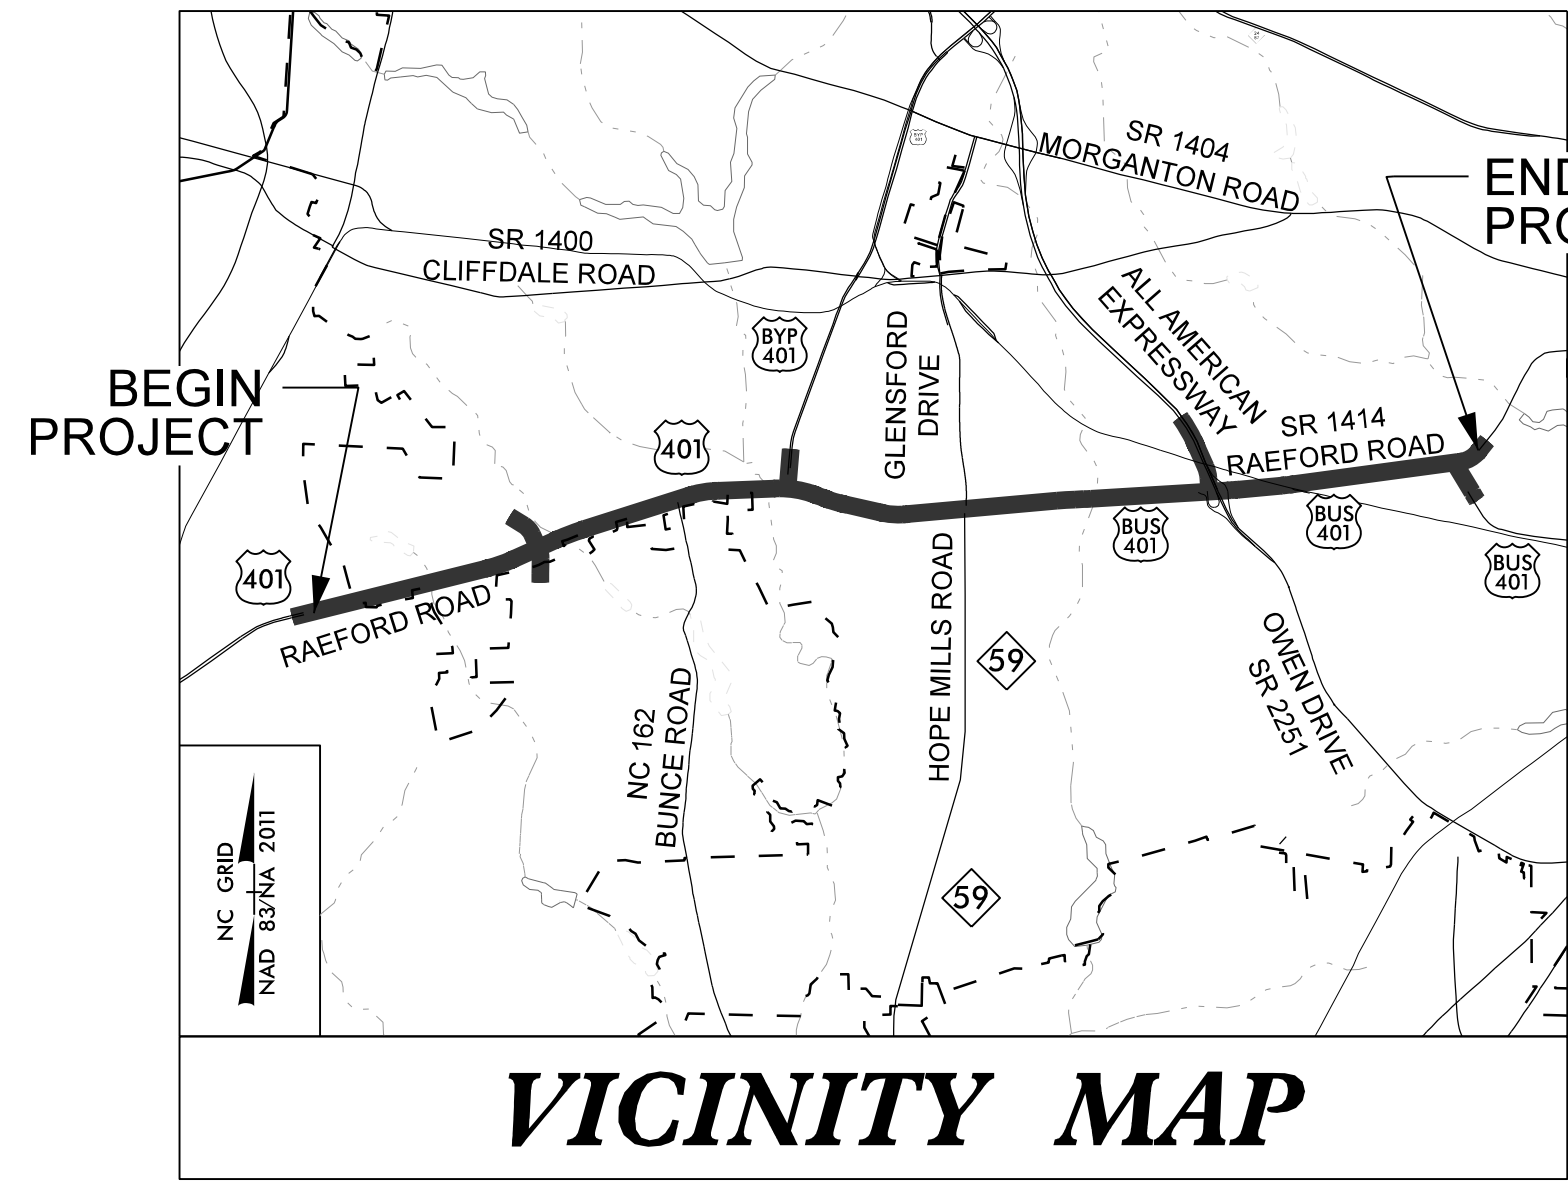 SR 1404
MORGANTON ROAD
END
PRO
SR 1400
CLIFFDALE ROAD
BYP
401
GLENSFORD
DRIVE
ALL AMERICAN
EXPRESSWAY
BEGIN
PROJECT
401
SR 1414
RAEFORD ROAD
BUS
401
BUS
401
BUS
401
401
RAEFORD ROAD
HOPE MILLS ROAD
59
OWEN DRIVE
SR 2251
NC 162
BUNCE ROAD
59
NC GRID
NAD 83/NA 2011
VICINITY MAP